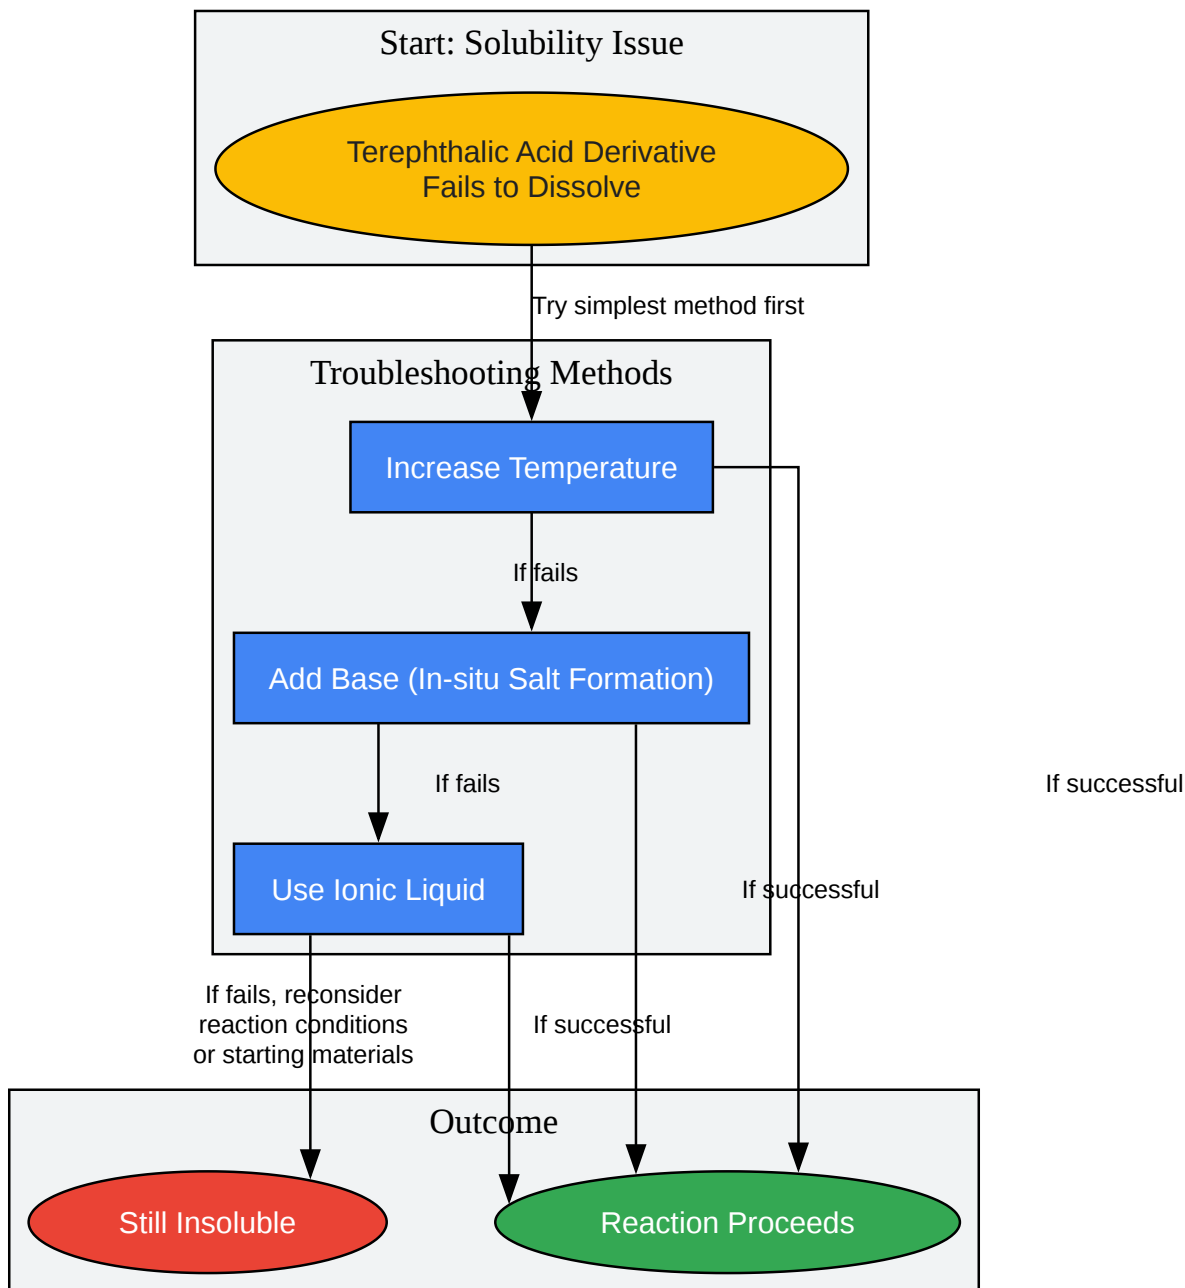 Start: Solubility Issue
Terephthalic Acid Derivative
Fails to Dissolve
Try simplest method first
Troubleshooting Methods
Increase Temperature
If fails
Add Base (In-situ Salt Formation)
If fails
If successful
Use Ionic Liquid
If successful
If fails, reconsider
reaction conditions
or starting materials
If successful
Outcome
Still Insoluble
Reaction Proceeds